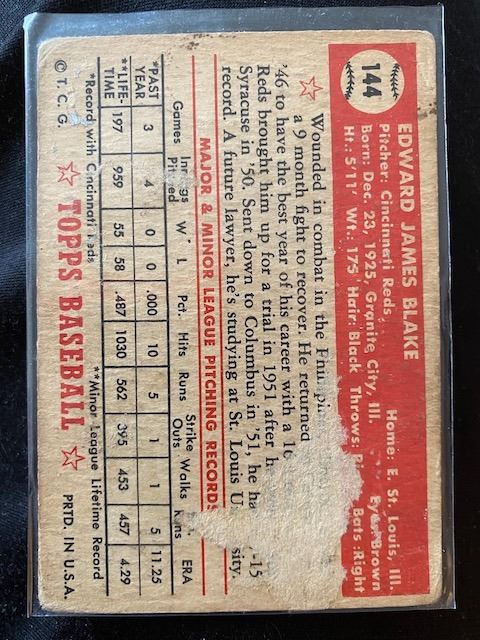 144
EDWARD JAMES BLAKE
Pitcher: Cincinnati Reds Home: E. St. Louis, Ill.
Born: Dec. 23, 1925, Granite City, Ill. Eyes: Brown
Ht.: 5'11' Wt.: 175 Hair: Black Throws: Bats :Right
Wounded in combat in the
a 9 month fight to recover. He returned
'46 to have the best year of his career with a
Reds brought him up for a trial in 1951 after
Syracuse in '50. Sent down to Columbus in '51, he -15
record. A future lawyer, he's studying at St. Louis
MAJOR & MINOR LEAGUE PITCHING RECORDS
Games Innings Pitched W L Pct. Hits Runs Strike Outs Walks ERA
*PAST YEAR 3 4 0 0 .000 10 5 1 1 5 11.25
**LIFE-TIME 197 959 55 58 .487 1030 562 395 453 457 4.29
*Record with Cincinnati Reds **Minor League Lifetime Record
© T. C. G. TOPPS BASEBALL PRTD. IN U.S.A.